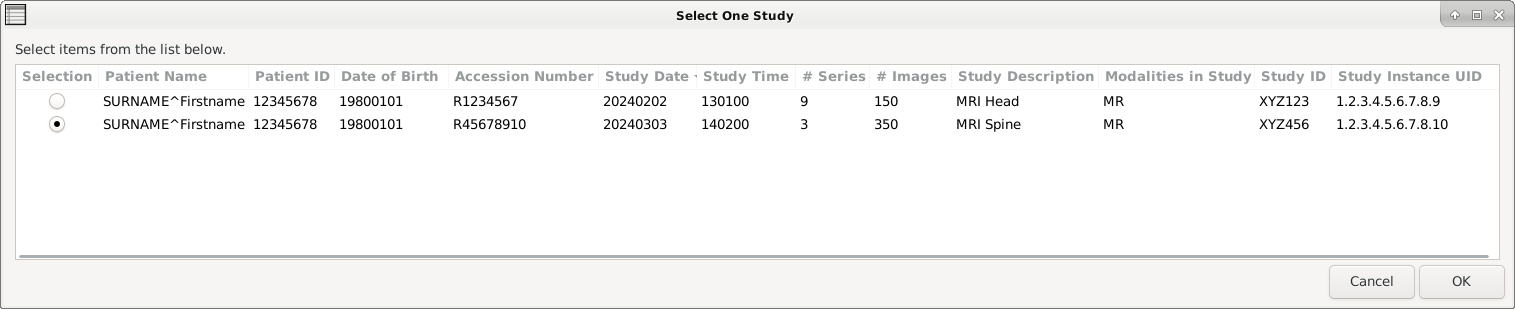 Select One Study
Select items from the list below.
Selection Patient Name Patient ID Date of Birth Accession Number Study Date Study Time # Series # Images Study Description Modalities in Study Study ID Study Instance UID
SURNAME^Firstname 12345678 19800101 R1234567 20240202 130100 9 150 MRI Head MR XYZ123 1.2.3.4.5.6.7.8.9
SURNAME^Firstname 12345678 19800101 R45678910 20240303 140200 3 350 MRI Spine MR XYZ456 1.2.3.4.5.6.7.8.10
Cancel OK